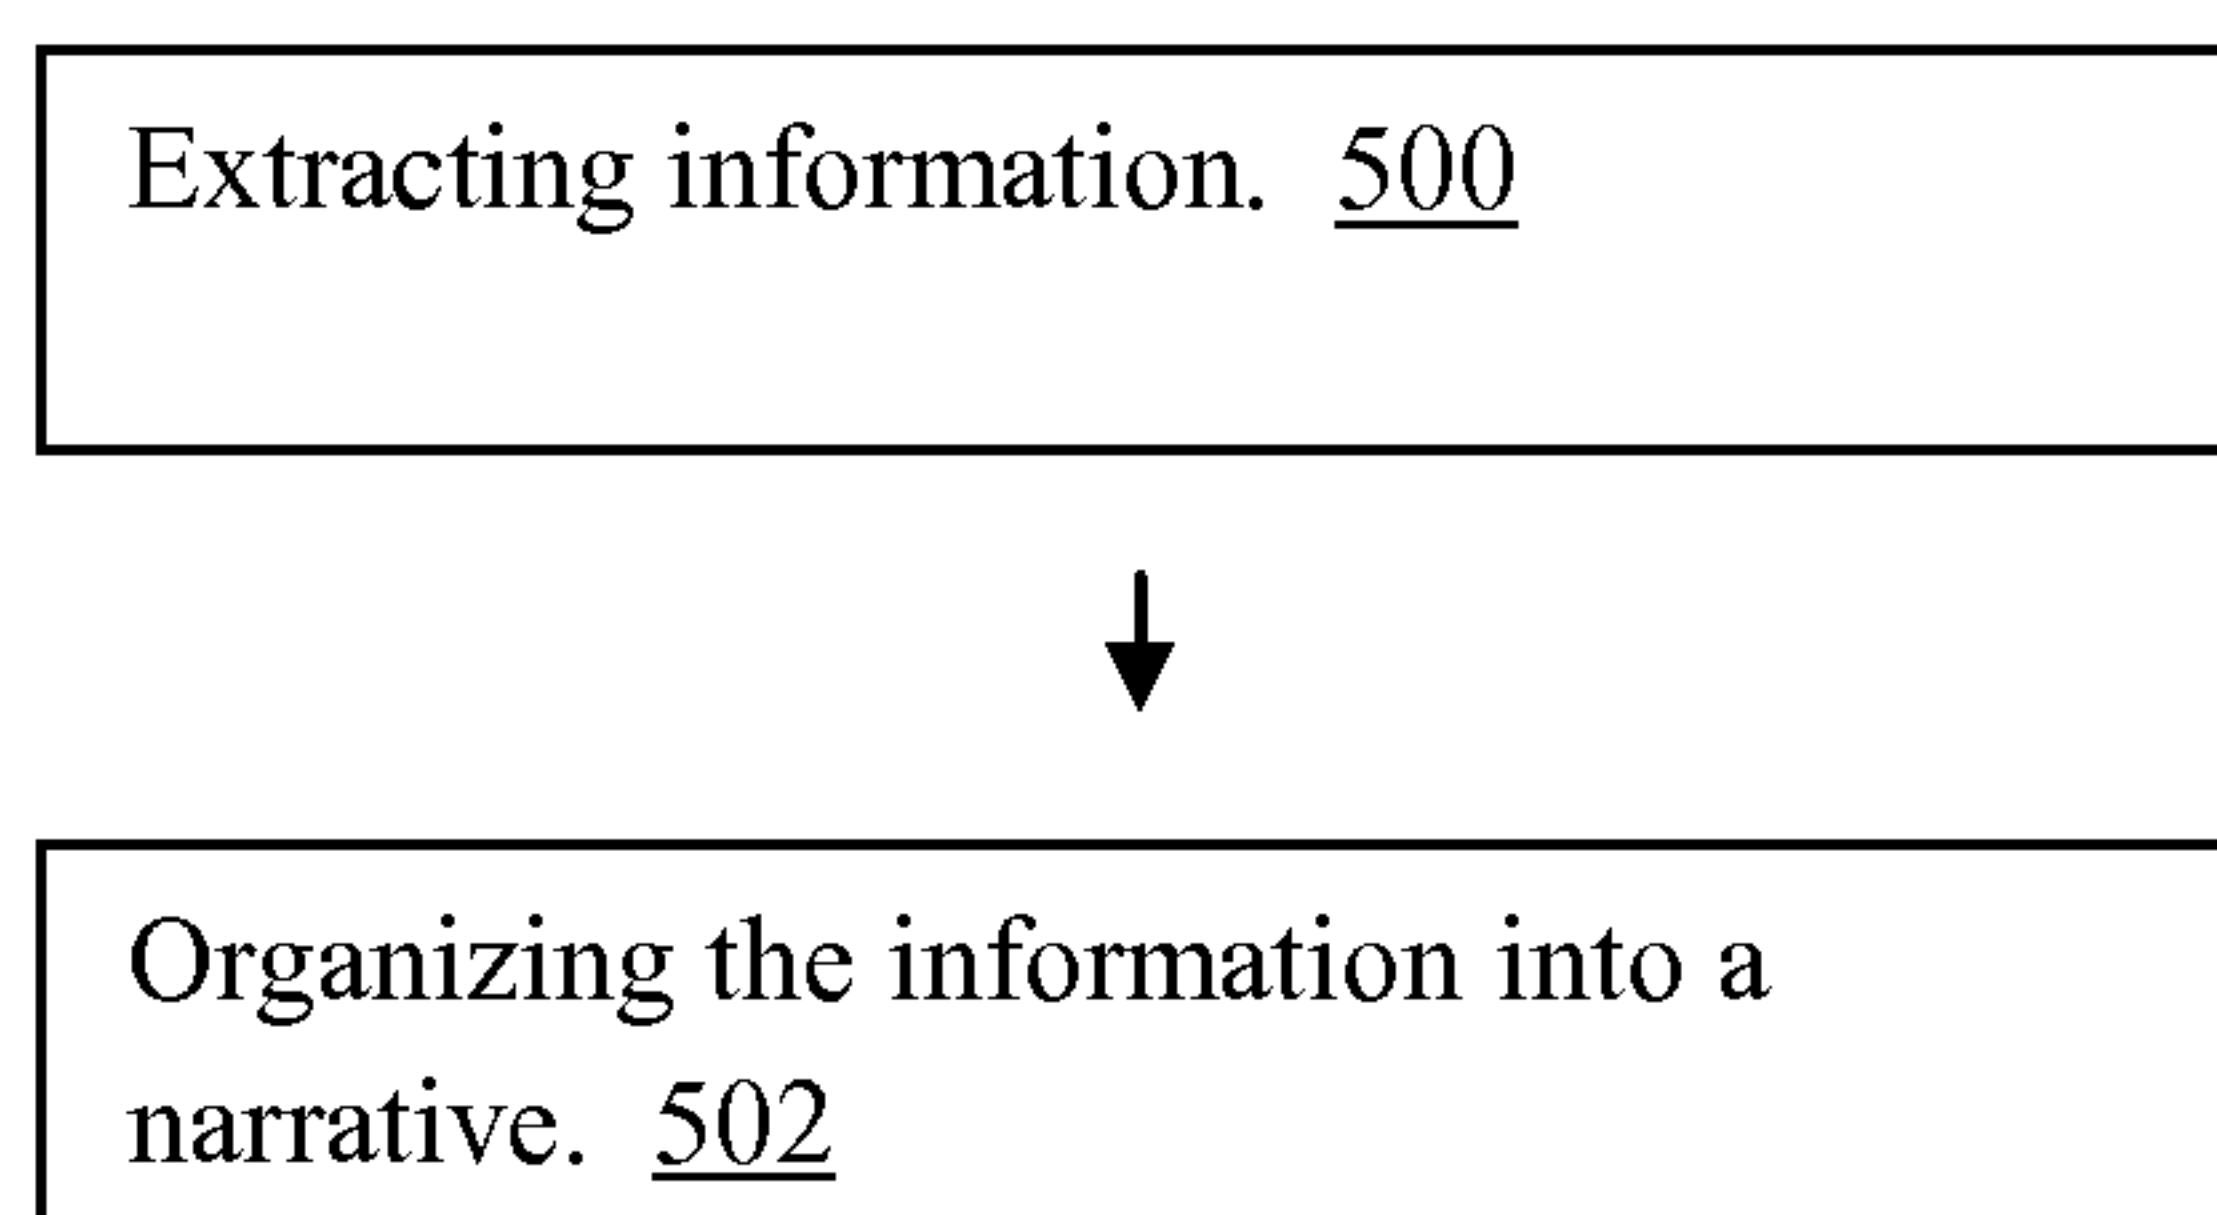 Extracting information. 500
Organizing the information into a
narrative. 502